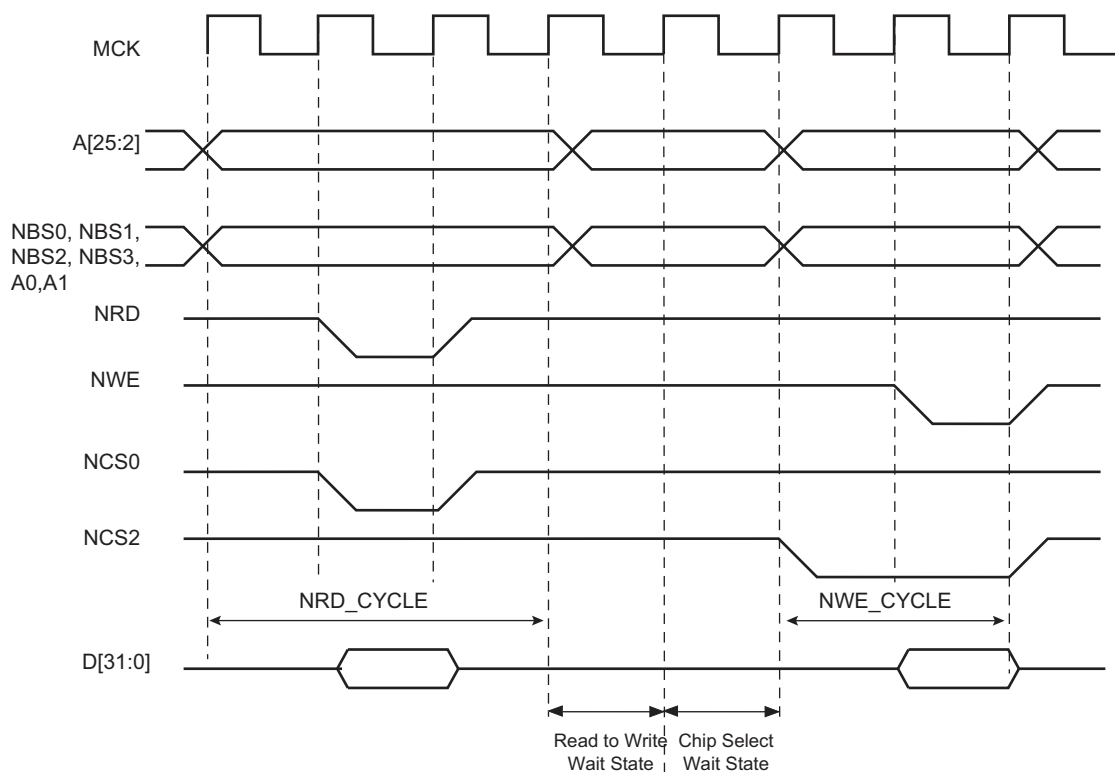 MCK
A[25:2]
NBS0, NBS1,
NBS2, NBS3,
A0,A1
NRD
NWE
NCS0
NCS2
NRD_CYCLE
NWE_CYCLE
D[31:0]
Read to Write
Wait State
Chip Select
Wait State